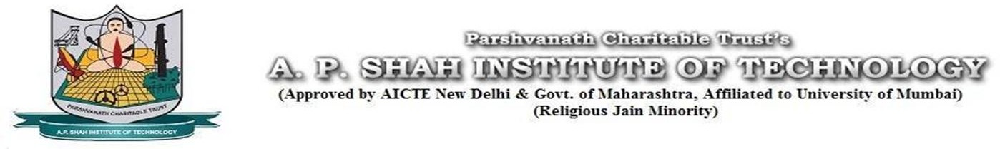 PARSHVANATH CHARITABLE TRUST
A.P. SHAH INSTITUTE OF TECHNOLOGY
Parshvanath Charitable Trust's
A. P. SHAH INSTITUTE OF TECHNOLOGY
(Approved by AICTE New Delhi & Govt. of Maharashtra, Affiliated to University of Mumbai)
(Religious Jain Minority)